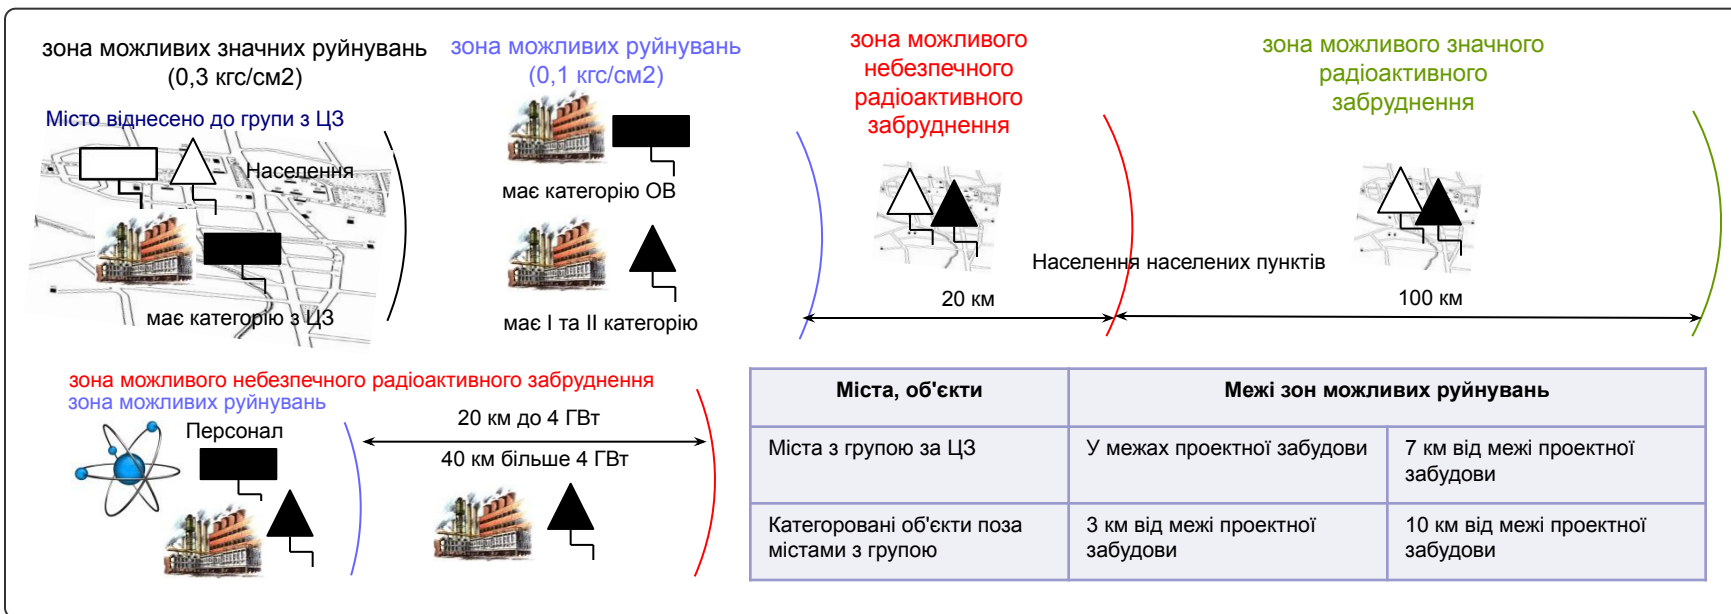 зона можливих значних руйнувань
(0,3 кгс/см2)
зона можливих руйнувань
(0,1 кгс/см2)
зона можливого
небезпечного
радіоактивного
забруднення
зона можливого значного
радіоактивного
забруднення
Місто віднесено до групи з ЦЗ
Населення
має категорію з ЦЗ
має категорію ОВ
має І та ІІ категорію
Населення населених пунктів
20 км
100 км
зона можливого небезпечного радіоактивного забруднення
зона можливих руйнувань
Персонал
20 км до 4 ГВт
40 км більше 4 ГВт
Міста, об'єкти
Межі зон можливих руйнувань
Міста з групою за ЦЗ
У межах проектної забудови
7 км від межі проектної
забудови
Категоровані об'єкти поза
містами з групою
3 км від межі проектної
забудови
10 км від межі проектної
забудови